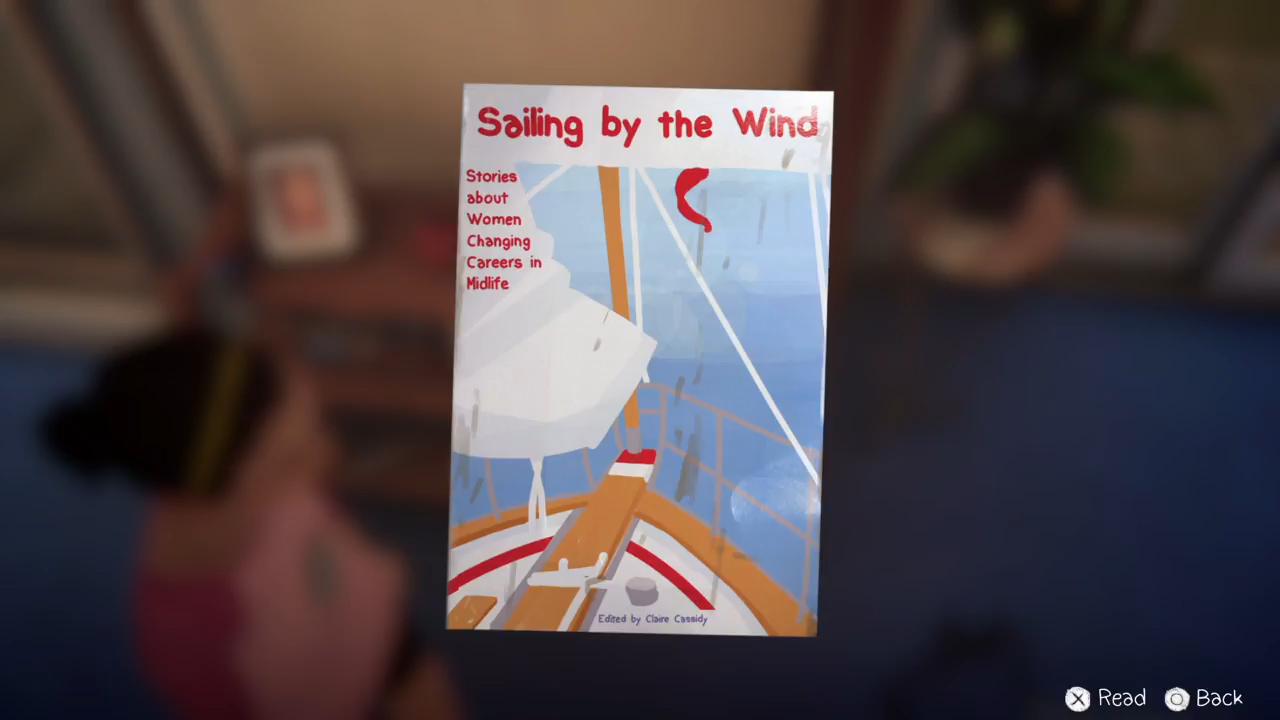 Sailing by the Wind
Stories
about
Women
Changing
Careers in
Midlife
Edited by Claire Cassidy
Read
Back